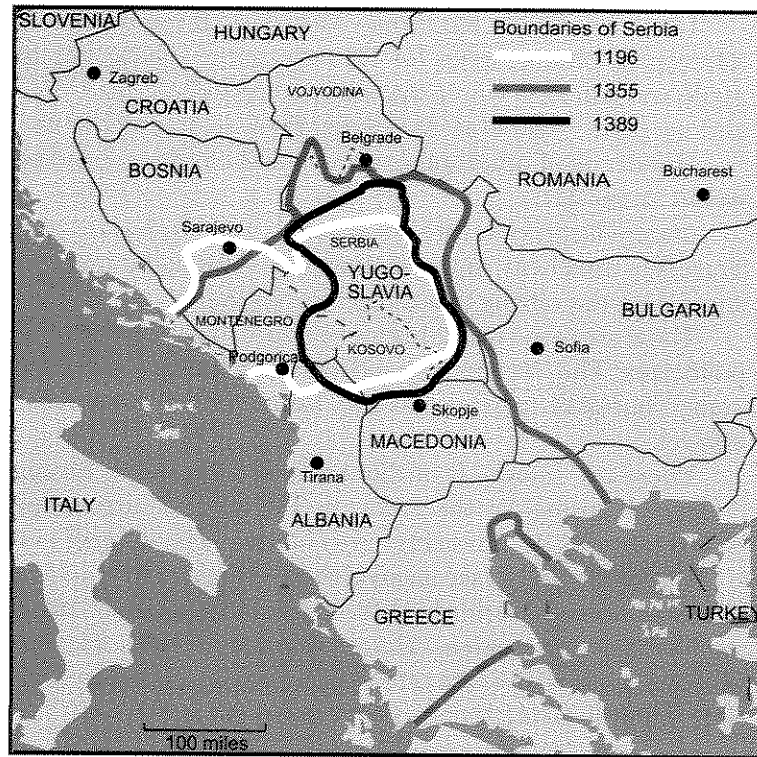 SLOVENIA
HUNGARY
Boundaries of Serbia
1196
1355
1389
Zagreb
VOJVODINA
CROATIA
Belgrade
BOSNIA
ROMANIA
Bucharest
Sarajevo
SERBIA
YUGO-
SLAVIA
MONTENEGRO
BULGARIA
KOSOVO
Sofia
Podgorica
Skopje
MACEDONIA
Tirana
ITALY
ALBANIA
GREECE
TURKEY
100 miles